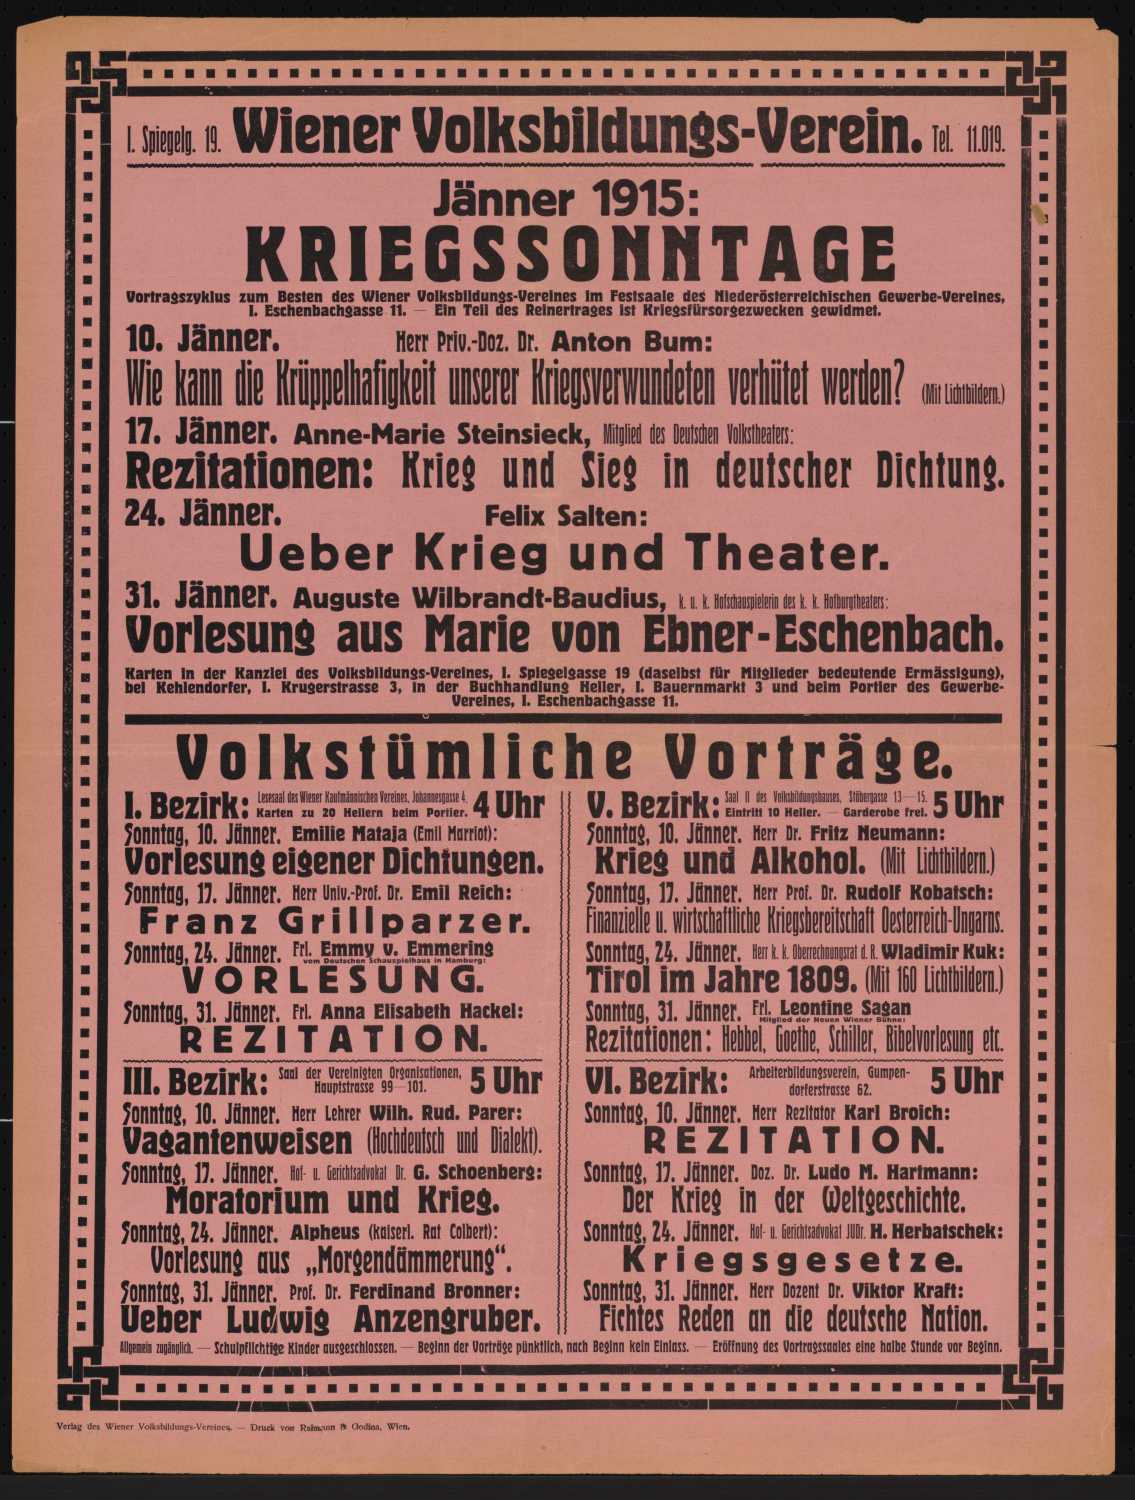 I. Spiegelg. 19. Wiener Volksbildungs-Verein. Tel. 11.019.
Jänner 1915:
KRIEGSSONNTAGE
Vortragszyklus zum Besten des Wiener Volksbildungs-Vereines im Festsaale des Niederösterreichischen Gewerbe-Vereines,
I. Eschenbachgasse 11. — Ein Teil des Reinertrages ist Kriegsfürsorgezwecken gewidmet.
10. Jänner. Herr Priv.-Doz. Dr. Anton Bum:
Wie kann die Krüppelhafigkeit unserer Kriegsverwundeten verhütet werden? (Mit Lichtbildern.)
17. Jänner. Anne-Marie Steinsieck, Mitglied des Deutschen Volkstheaters:
Rezitationen: Krieg und Sieg in deutscher Dichtung.
24. Jänner. Felix Salten:
Ueber Krieg und Theater.
31. Jänner. Auguste Wilbrandt-Baudius, k. u. k. Hofschauspielerin des k. k. Hofburgtheaters:
Vorlesung aus Marie von Ebner-Eschenbach.
Karten in der Kanzlei des Volksbildungs-Vereines, I. Spiegelgasse 19 (daselbst für Mitglieder bedeutende Ermässigung),
bei Kehlendorfer, I. Krugerstrasse 3, in der Buchhandlung Heller, I. Bauernmarkt 3 und beim Portier des Gewerbe-
Vereines, I. Eschenbachgasse 11.
Volkstümliche Vorträge.
I. Bezirk: Lesesaal des Wiener Kaufmännischen Vereines, Johannesgasse 4. 4 Uhr
Karten zu 20 Hellern beim Portier.
Sonntag, 10. Jänner. Emilie Mataja (Emil Marriot):
Vorlesung eigener Dichtungen.
Sonntag, 17. Jänner. Herr Univ.-Prof. Dr. Emil Reich:
Franz Grillparzer.
Sonntag, 24. Jänner. Frl. Emmy v. Emmering
vom Deutschen Schauspielhaus in Hamburg:
VORLESUNG.
Sonntag, 31. Jänner. Frl. Anna Elisabeth Hackel:
REZITATION.
III. Bezirk: Saal der Vereinigten Organisationen, 5 Uhr
Hauptstrasse 99—101.
Sonntag, 10. Jänner. Herr Lehrer Wilh. Rud. Parer:
Vagantenweisen (Hochdeutsch und Dialekt).
Sonntag, 17. Jänner. Hof- u. Gerichtsadvokat Dr. G. Schoenberg:
Moratorium und Krieg.
Sonntag, 24. Jänner. Alpheus (kaiserl. Rat Colbert):
Vorlesung aus „Morgendämmerung“.
Sonntag, 31. Jänner. Prof. Dr. Ferdinand Bronner:
Ueber Ludwig Anzengruber.
V. Bezirk: Saal II des Volksbildungshauses, Stöbergasse 13—15. 5 Uhr
Eintritt 10 Heller. — Garderobe frei.
Sonntag, 10. Jänner. Herr Dr. Fritz Neumann:
Krieg und Alkohol. (Mit Lichtbildern.)
Sonntag, 17. Jänner. Herr Prof. Dr. Rudolf Kobatsch:
Finanzielle u. wirtschaftliche Kriegsbereitschaft Oesterreich-Ungarns.
Sonntag, 24. Jänner. Herr k. k. Oberrechnungsrat d. R. Wladimir Kuk:
Tirol im Jahre 1809. (Mit 160 Lichtbildern.)
Sonntag, 31. Jänner. Frl. Leontine Sagan
Mitglied der Neuen Wiener Bühne:
Rezitationen: Hebbel, Goethe, Schiller, Bibelvorlesung etc.
VI. Bezirk: Arbeiterbildungsverein, Gumpen- 5 Uhr
dorferstrasse 62.
Sonntag, 10. Jänner. Herr Rezitator Karl Broich:
REZITATION.
Sonntag, 17. Jänner. Doz. Dr. Ludo M. Hartmann:
Der Krieg in der Weltgeschichte.
Sonntag, 24. Jänner. Hof- u. Gerichtsadvokat JUDr. H. Herbatschek:
Kriegsgesetze.
Sonntag, 31. Jänner. Herr Dozent Dr. Viktor Kraft:
Fichtes Reden an die deutsche Nation.
Allgemein zugänglich. — Schulpflichtige Kinder ausgeschlossen. — Beginn der Vorträge pünktlich, nach Beginn kein Einlass. — Eröffnung des Vortragssaales eine halbe Stunde vor Beginn.
Verlag des Wiener Volksbildungs-Vereines. — Druck von Raimann & Godina, Wien.